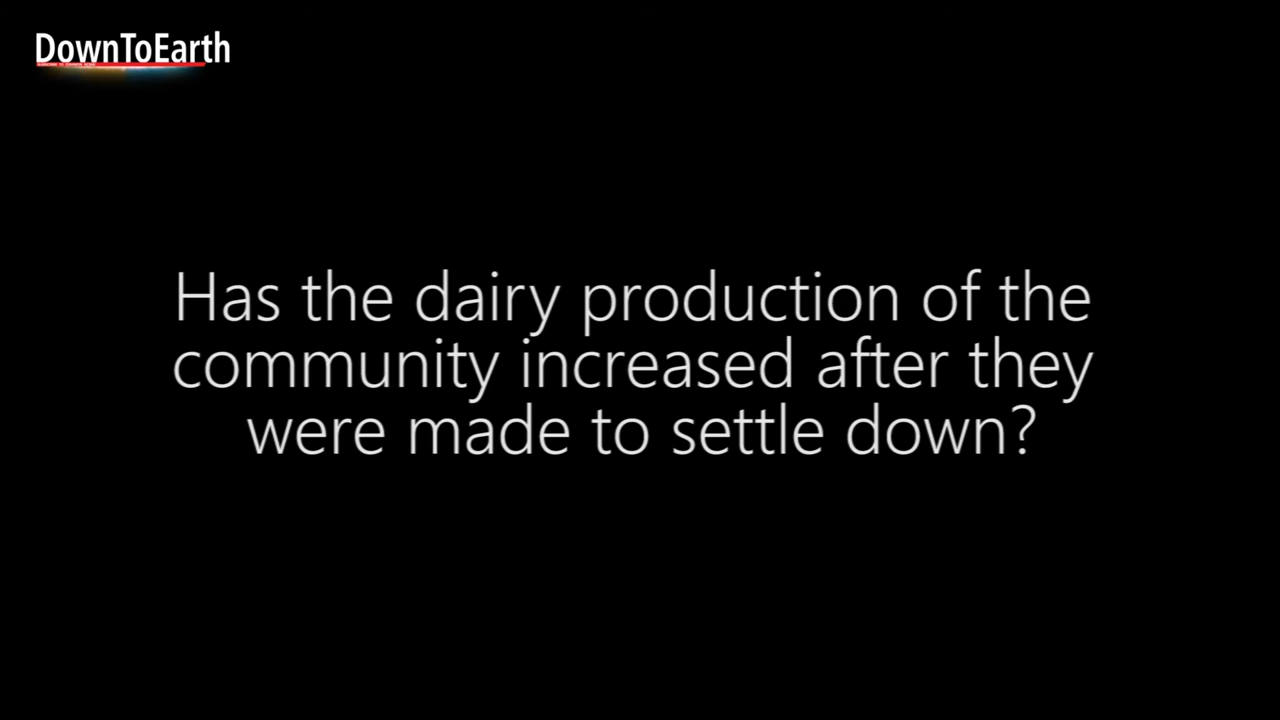 DownToEarth
Has the dairy production of the
community increased after they
were made to settle down?